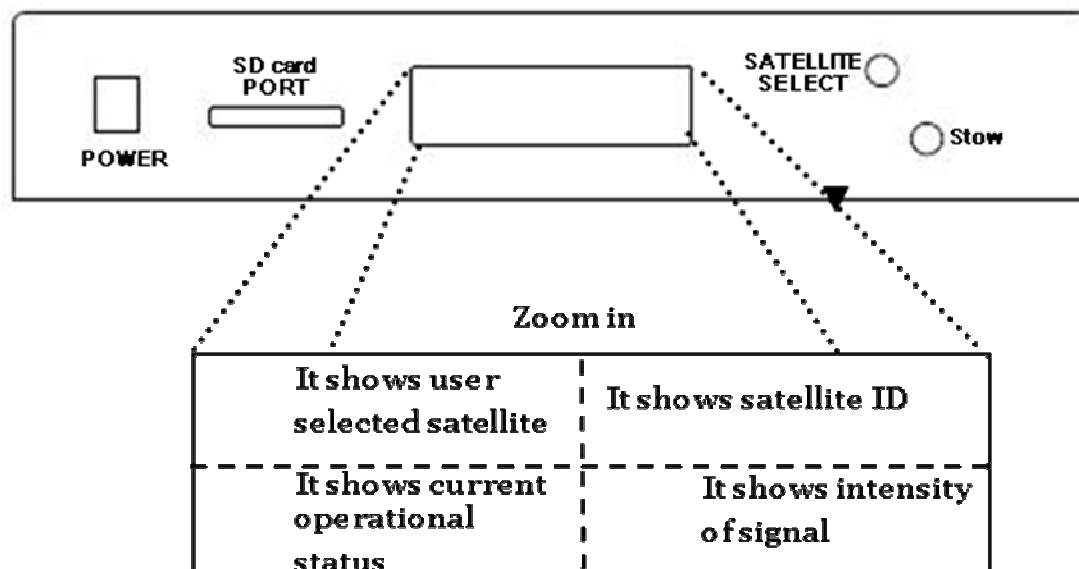 SD card
PORT
POWER
SATELLITE
SELECT
Stow
Zoom in
It shows user
selected satellite
It shows satellite ID
It shows current
operational
status
It shows intensity
of signal